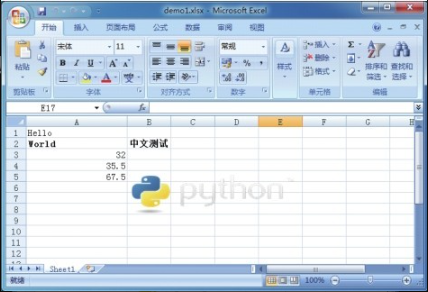 demo1.xlsx - Microsoft Excel
开始 插入 页面布局 公式 数据 审阅 视图
宋体 11 常规 插入 Σ
粘贴 B I U 样式 删除 排序和筛选 查找和选择
格式
剪贴板 字体 对齐方式 数字 单元格 编辑
E17 fx
A B C D E F G H
1 Hello
2 World 中文测试
3 32
4 35.5
5 67.5
6
7 python
8
9
10
11
12
13
14
Sheet1
就绪 100%